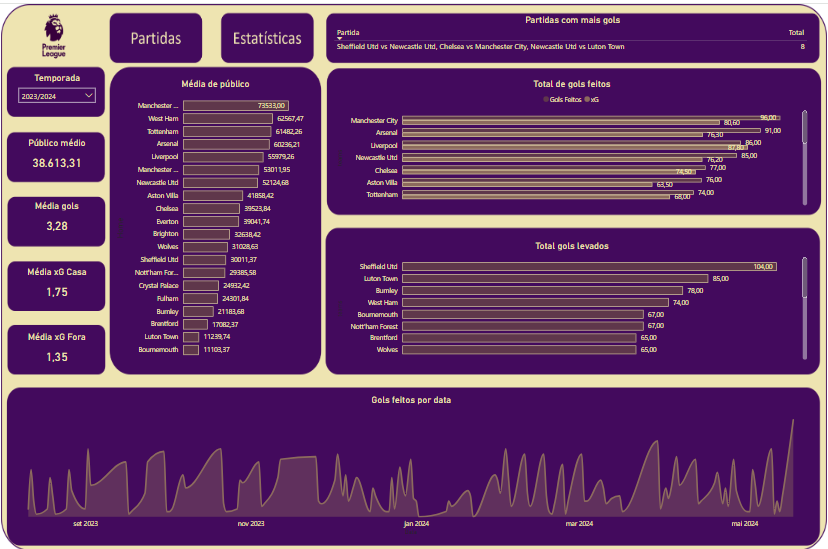 Premier
League
Partidas
Estatísticas
Partidas com mais gols
Partida Total
Sheffield Utd vs Newcastle Utd, Chelsea vs Manchester City, Newcastle Utd vs Luton Town 8
Temporada
2023/2024
Público médio
38.613,31
Média gols
3,28
Média xG Casa
1,75
Média xG Fora
1,35
Média de público
Manchester ... 73533,00
West Ham 62567,47
Tottenham 61482,26
Arsenal 60236,21
Liverpool 55979,26
Manchester ... 53011,95
Newcastle Utd 52124,68
Aston Villa 41858,42
Chelsea 39523,84
Everton 39041,74
Brighton 32638,42
Wolves 31028,63
Sheffield Utd 30011,37
Nott'ham For... 29385,58
Crystal Palace 24932,42
Fulham 24301,84
Burnley 21183,68
Brentford 17082,37
Luton Town 11239,74
Bournemouth 11103,37
Total de gols feitos
Gols Feitos xG
Manchester City 96,00 80,60
Arsenal 91,00 76,30
Liverpool 86,00 87,80
Newcastle Utd 85,00 76,20
Chelsea 77,00 74,50
Aston Villa 76,00 63,50
Tottenham 74,00 68,00
Total gols levados
Sheffield Utd 104,00
Luton Town 85,00
Burnley 78,00
West Ham 74,00
Bournemouth 67,00
Nott'ham Forest 67,00
Brentford 65,00
Wolves 65,00
Gols feitos por data
set 2023 nov 2023 jan 2024 mar 2024 mai 2024